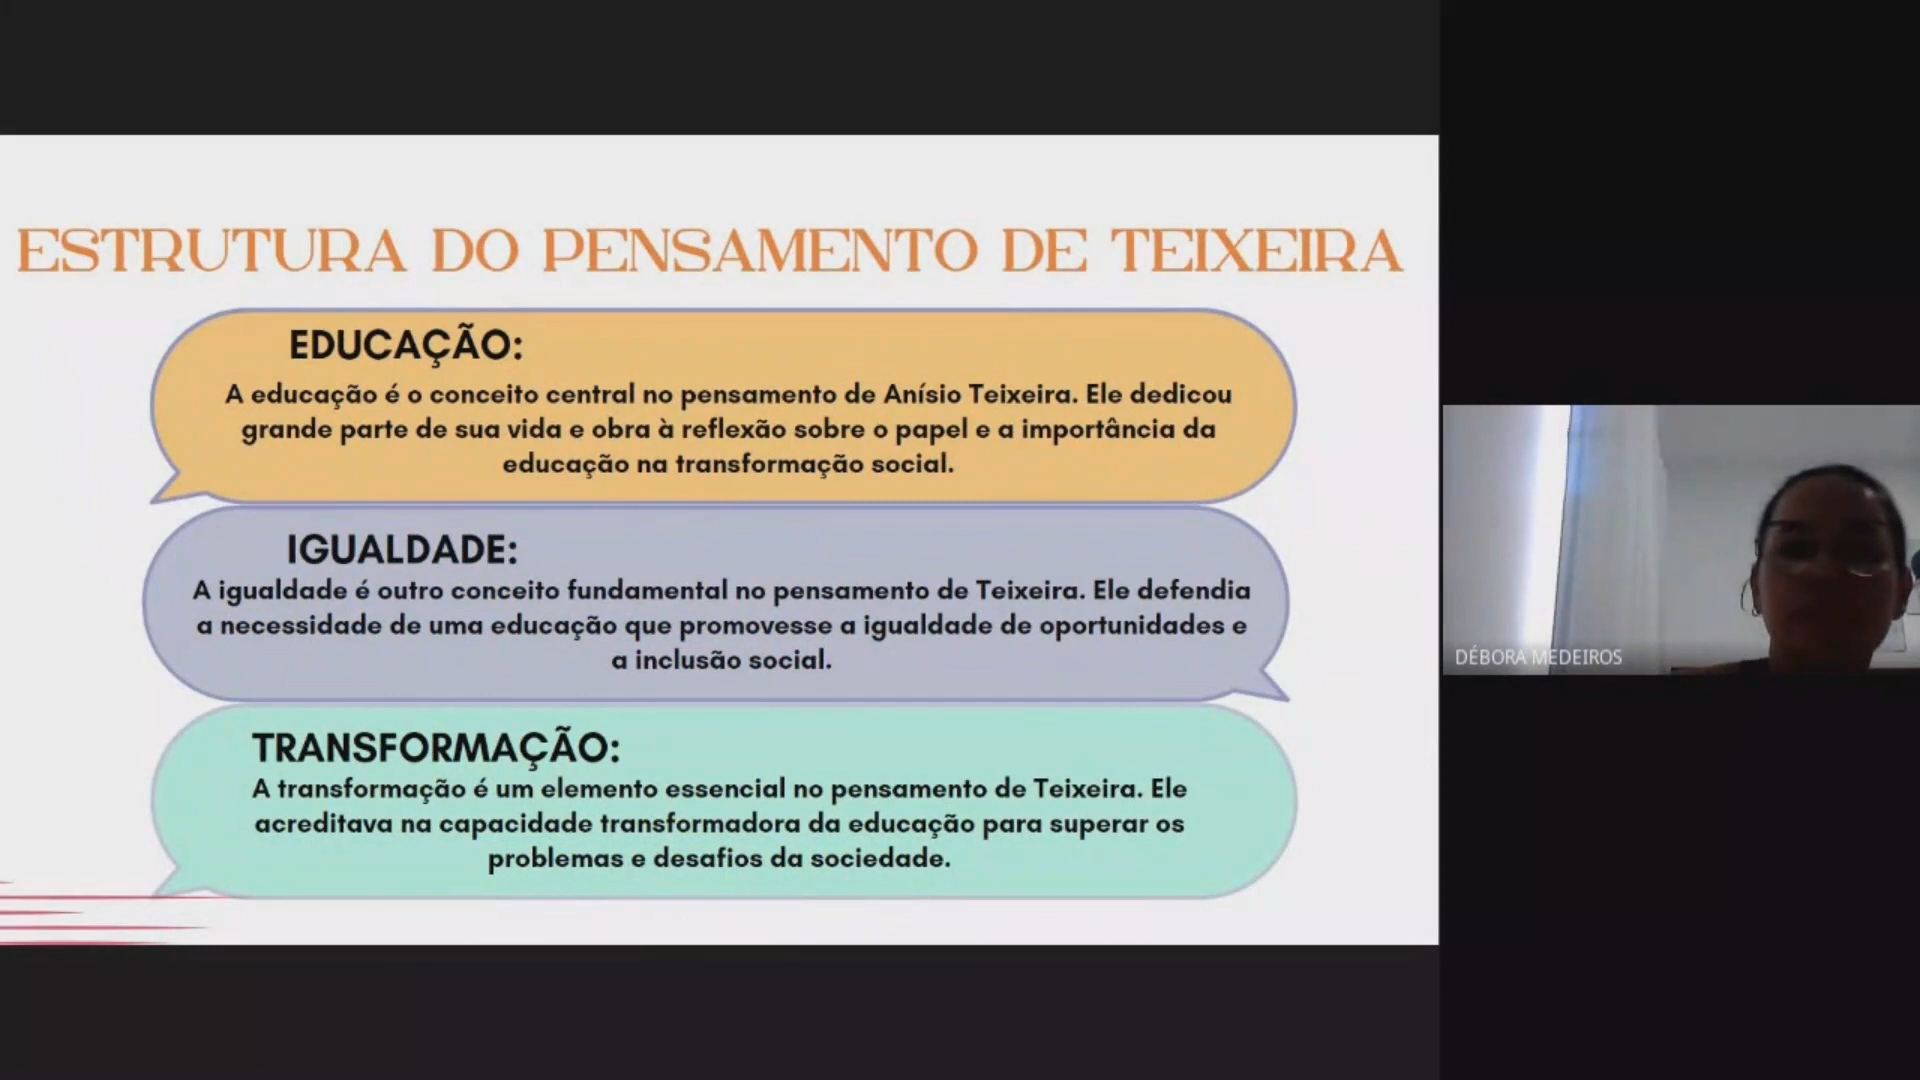 ESTRUTURA DO PENSAMENTO DE TEIXEIRA
EDUCAÇÃO:
A educação é o conceito central no pensamento de Anísio Teixeira. Ele dedicou
grande parte de sua vida e obra à reflexão sobre o papel e a importância da
educação na transformação social.
IGUALDADE:
A igualdade é outro conceito fundamental no pensamento de Teixeira. Ele defendia
a necessidade de uma educação que promovesse a igualdade de oportunidades e
a inclusão social.
TRANSFORMAÇÃO:
A transformação é um elemento essencial no pensamento de Teixeira. Ele
acreditava na capacidade transformadora da educação para superar os
problemas e desafios da sociedade.
DÉBORA MEDEIROS